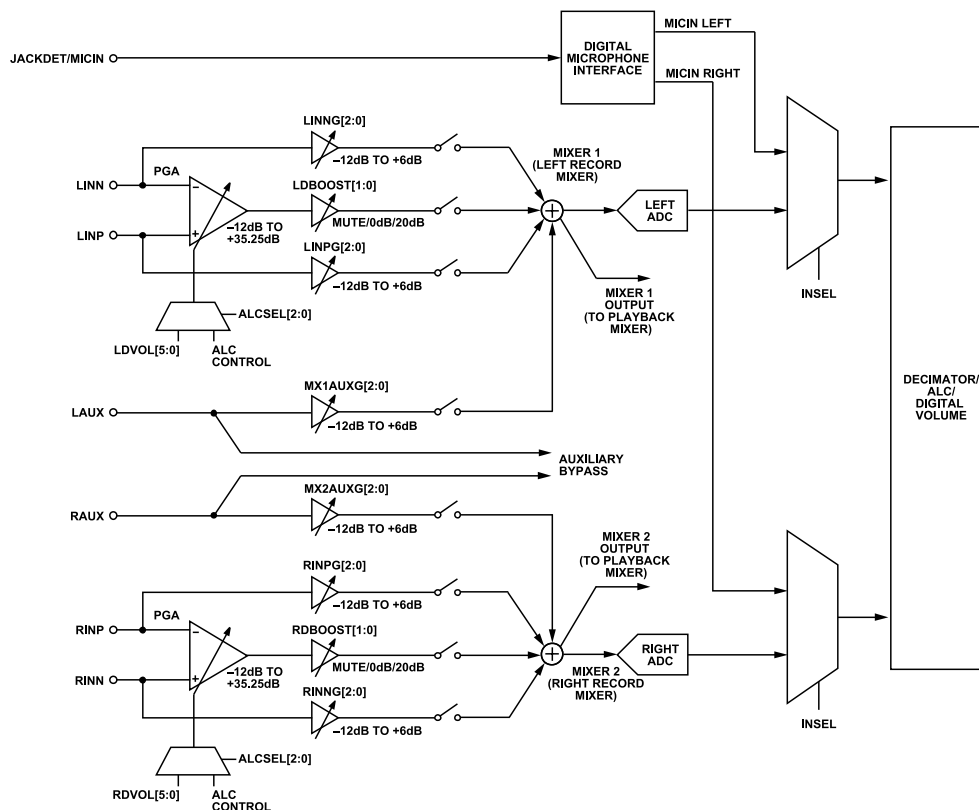 MICIN LEFT
JACKDET/MICIN
DIGITAL
MICROPHONE
INTERFACE
MICIN RIGHT
LINNG[2:0]
–12dB TO +6dB
MIXER 1
(LEFT RECORD
MIXER)
LINN
PGA
LDBOOST[1:0]
MUTE/0dB/20dB
–
+
–12dB TO
+35.25dB
LINP
LINPG[2:0]
–12dB TO +6dB
LEFT
ADC
MIXER 1
OUTPUT
(TO PLAYBACK
MIXER)
INSEL
ALCSEL[2:0]
LDVOL[5:0]
ALC
CONTROL
DECIMATOR/
ALC/
DIGITAL
VOLUME
LAUX
MX1AUXG[2:0]
–12dB TO +6dB
AUXILIARY
BYPASS
RAUX
MX2AUXG[2:0]
–12dB TO +6dB
MIXER 2
OUTPUT
(TO PLAYBACK
MIXER)
RINPG[2:0]
–12dB TO +6dB
RINP
PGA
RDBOOST[1:0]
MUTE/0dB/20dB
–
+
–12dB TO
+35.25dB
RINN
RINNG[2:0]
–12dB TO +6dB
RIGHT
ADC
MIXER 2
(RIGHT RECORD
MIXER)
INSEL
ALCSEL[2:0]
RDVOL[5:0]
ALC
CONTROL